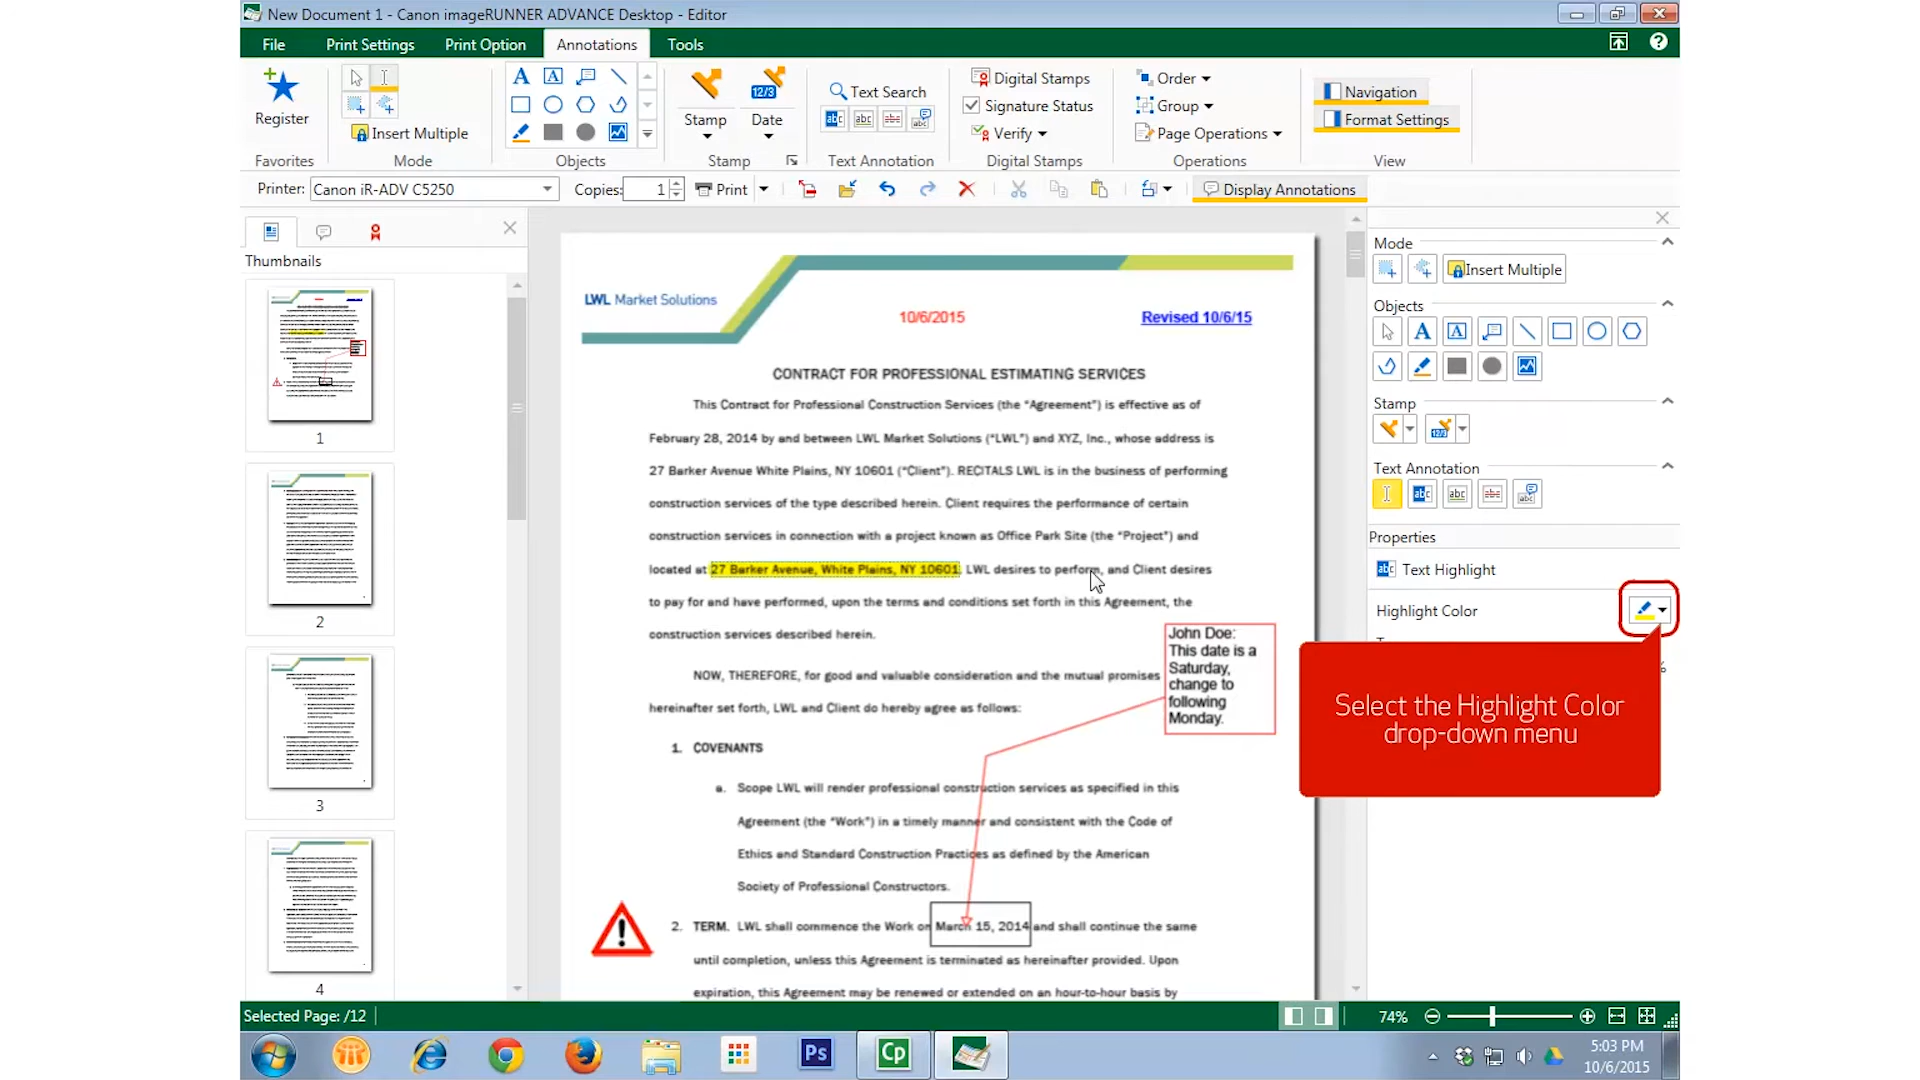 New Document 1 - Canon imageRUNNER ADVANCE Desktop - Editor
File Print Settings Print Option Annotations Tools
Register
Favorites
Insert Multiple
Mode
Objects
Stamp
12/3
Date
Stamp
Text Search
abc abc abc abc
Text Annotation
Digital Stamps
Signature Status
Verify
Digital Stamps
Order
Group
Page Operations
Operations
Navigation
Format Settings
View
Printer: Canon iR-ADV C5250 Copies: 1 Print Display Annotations
Thumbnails
1
2
3
4
LWL Market Solutions
10/6/2015
Revised 10/6/15
CONTRACT FOR PROFESSIONAL ESTIMATING SERVICES
This Contract for Professional Construction Services (the “Agreement”) is effective as of
February 28, 2014 by and between LWL Market Solutions (“LWL”) and XYZ, Inc., whose address is
27 Barker Avenue White Plains, NY 10601 (“Client”). RECITALS LWL is in the business of performing
construction services of the type described herein. Client requires the performance of certain
construction services in connection with a project known as Office Park Site (the “Project”) and
located at 27 Barker Avenue, White Plains, NY 10601. LWL desires to perform, and Client desires
to pay for and have performed, upon the terms and conditions set forth in this Agreement, the
construction services described herein.
NOW, THEREFORE, for good and valuable consideration and the mutual promises
hereinafter set forth, LWL and Client do hereby agree as follows:
John Doe:
This date is a
Saturday,
change to
following
Monday.
1. COVENANTS
a. Scope LWL will render professional construction services as specified in this
Agreement (the “Work”) in a timely manner and consistent with the Code of
Ethics and Standard Construction Practices as defined by the American
Society of Professional Constructors.
2. TERM. LWL shall commence the Work on March 15, 2014 and shall continue the same
until completion, unless this Agreement is terminated as hereinafter provided. Upon
expiration, this Agreement may be renewed or extended on an hour-to-hour basis by
Mode
Insert Multiple
Objects
Stamp
12/3
Text Annotation
abc abc abc abc
Properties
abc Text Highlight
Highlight Color
Select the Highlight Color
drop-down menu
Selected Page: /12
74%
Ps Cp
5:03 PM
10/6/2015